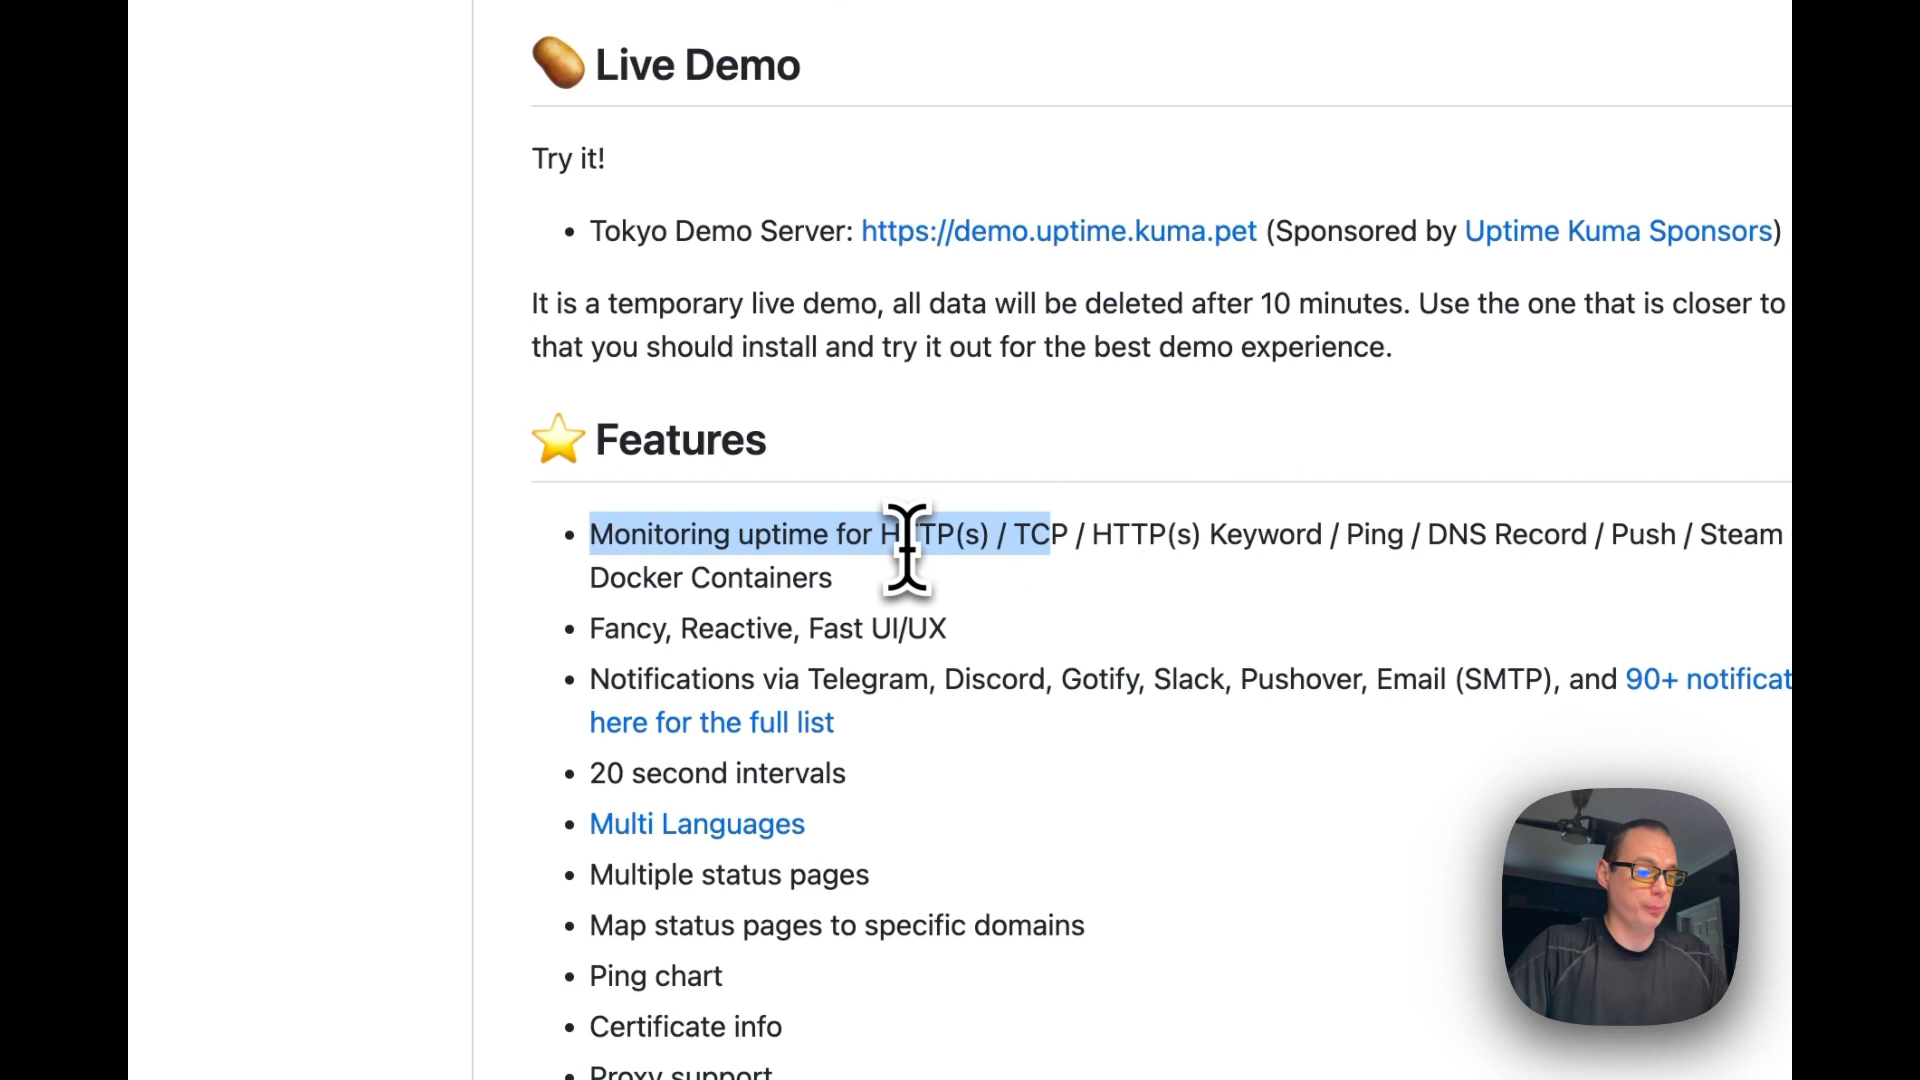 Live Demo
Try it!
Tokyo Demo Server: https://demo.uptime.kuma.pet (Sponsored by Uptime Kuma Sponsors)
It is a temporary live demo, all data will be deleted after 10 minutes. Use the one that is closer to
that you should install and try it out for the best demo experience.
Features
Monitoring uptime for HTTP(s) / TCP / HTTP(s) Keyword / Ping / DNS Record / Push / Steam
Docker Containers
Fancy, Reactive, Fast UI/UX
Notifications via Telegram, Discord, Gotify, Slack, Pushover, Email (SMTP), and 90+ notificat
here for the full list
20 second intervals
Multi Languages
Multiple status pages
Map status pages to specific domains
Ping chart
Certificate info
Proxy support